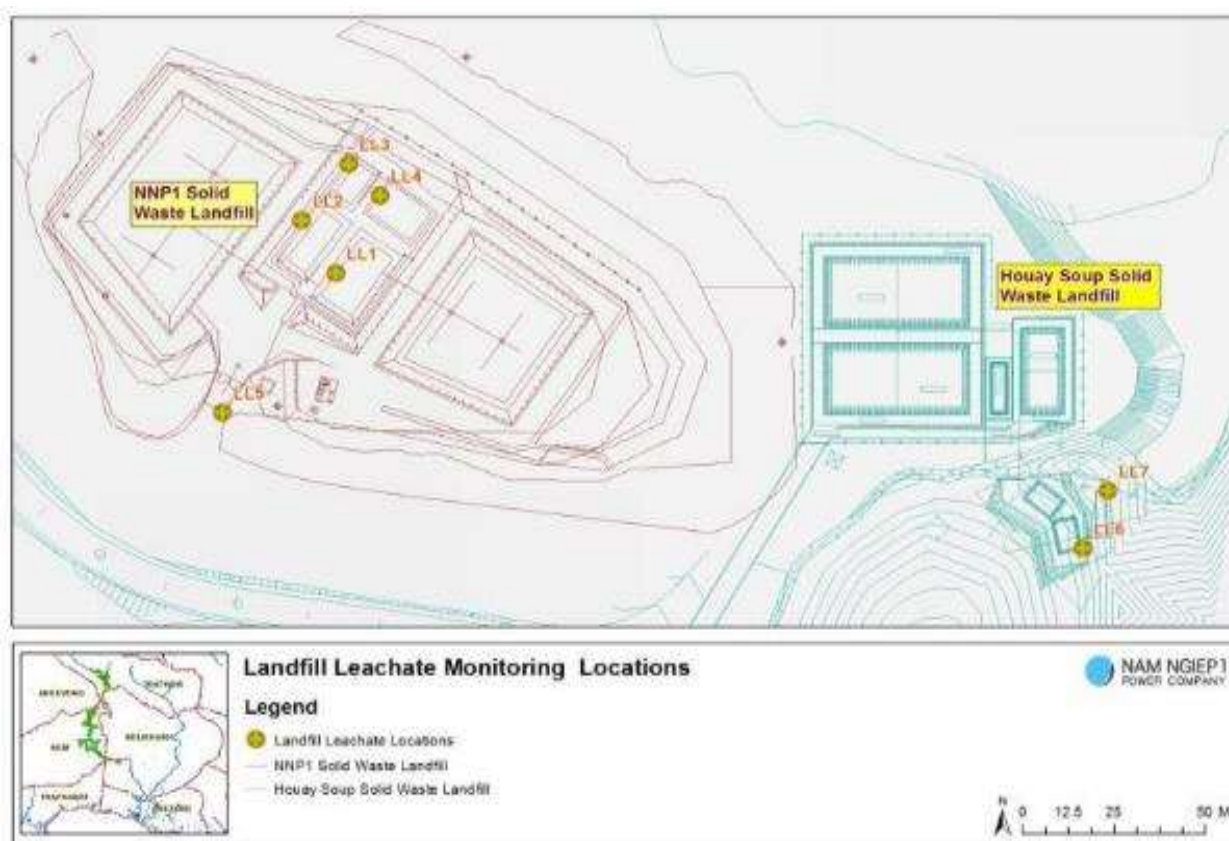 LL3
LL4
NNP1 Solid
Waste Landfill
LL2
LL1
Houay Soup Solid
Waste Landfill
LL5
LL7
LL6
Landfill Leachate Monitoring Locations
NAM NGIEP1
POWER COMPANY
Legend
Landfill Leachate Locations
NNP1 Solid Waste Landfill
Houay Soup Solid Waste Landfill
N
0 12.5 25 50 M